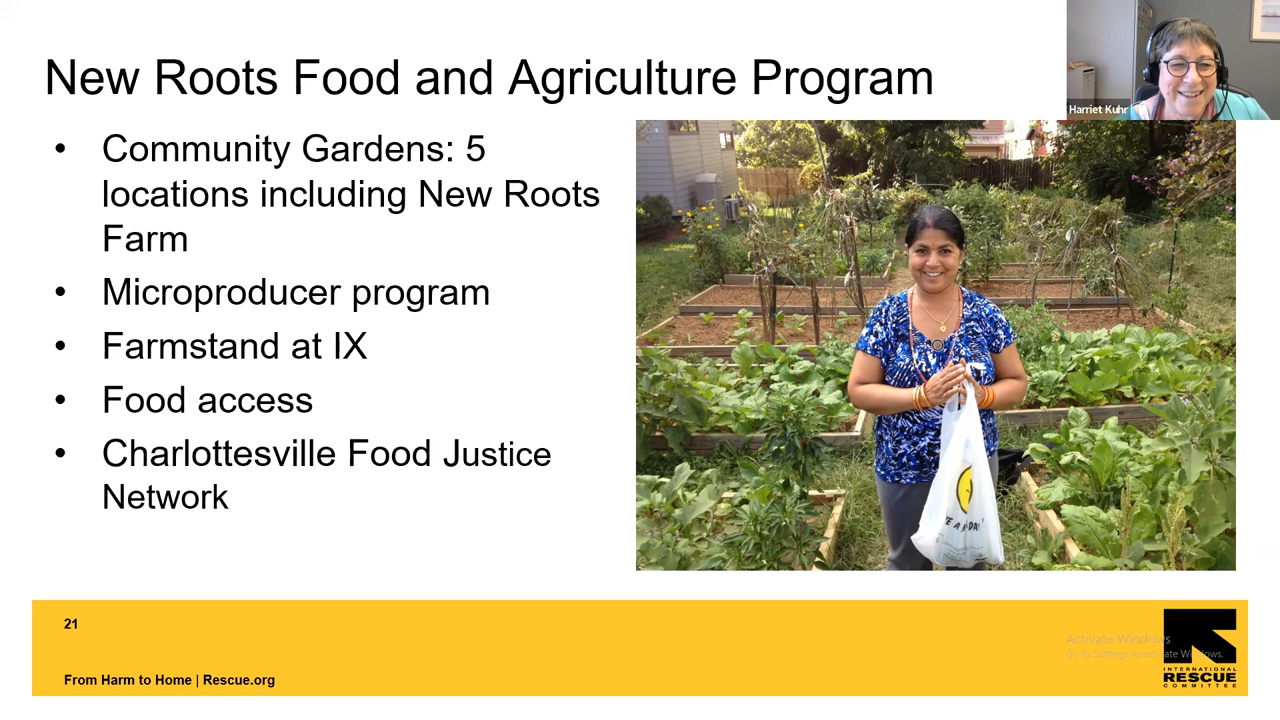 New Roots Food and Agriculture Program
Harriet Kuhr
• Community Gardens: 5
locations including New Roots
Farm
• Microproducer program
• Farmstand at IX
• Food access
• Charlottesville Food Justice
Network
21
From Harm to Home | Rescue.org
Activate Windows
Go to Settings to activate Windows.
INTERNATIONAL
RESCUE
COMMITTEE